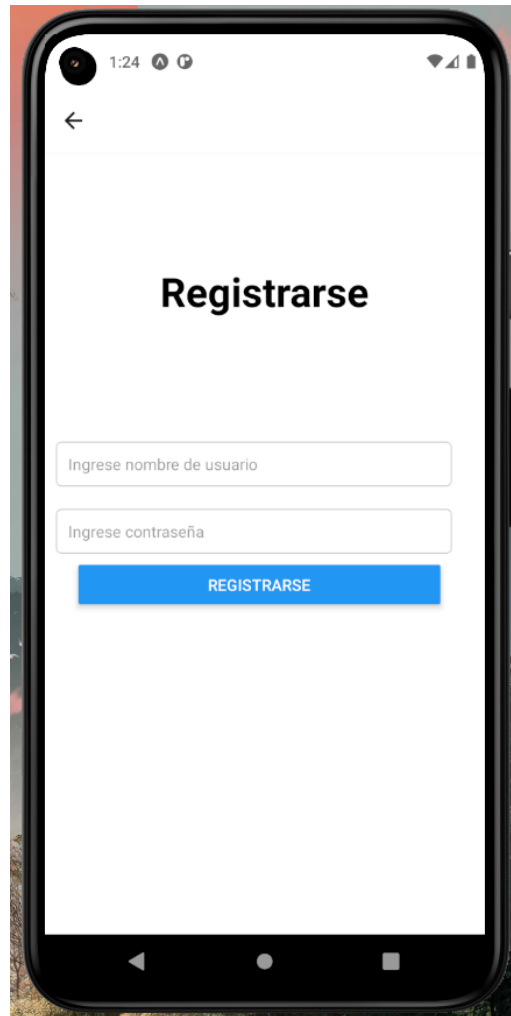 1:24
Registrarse
Ingrese nombre de usuario
Ingrese contraseña
REGISTRARSE